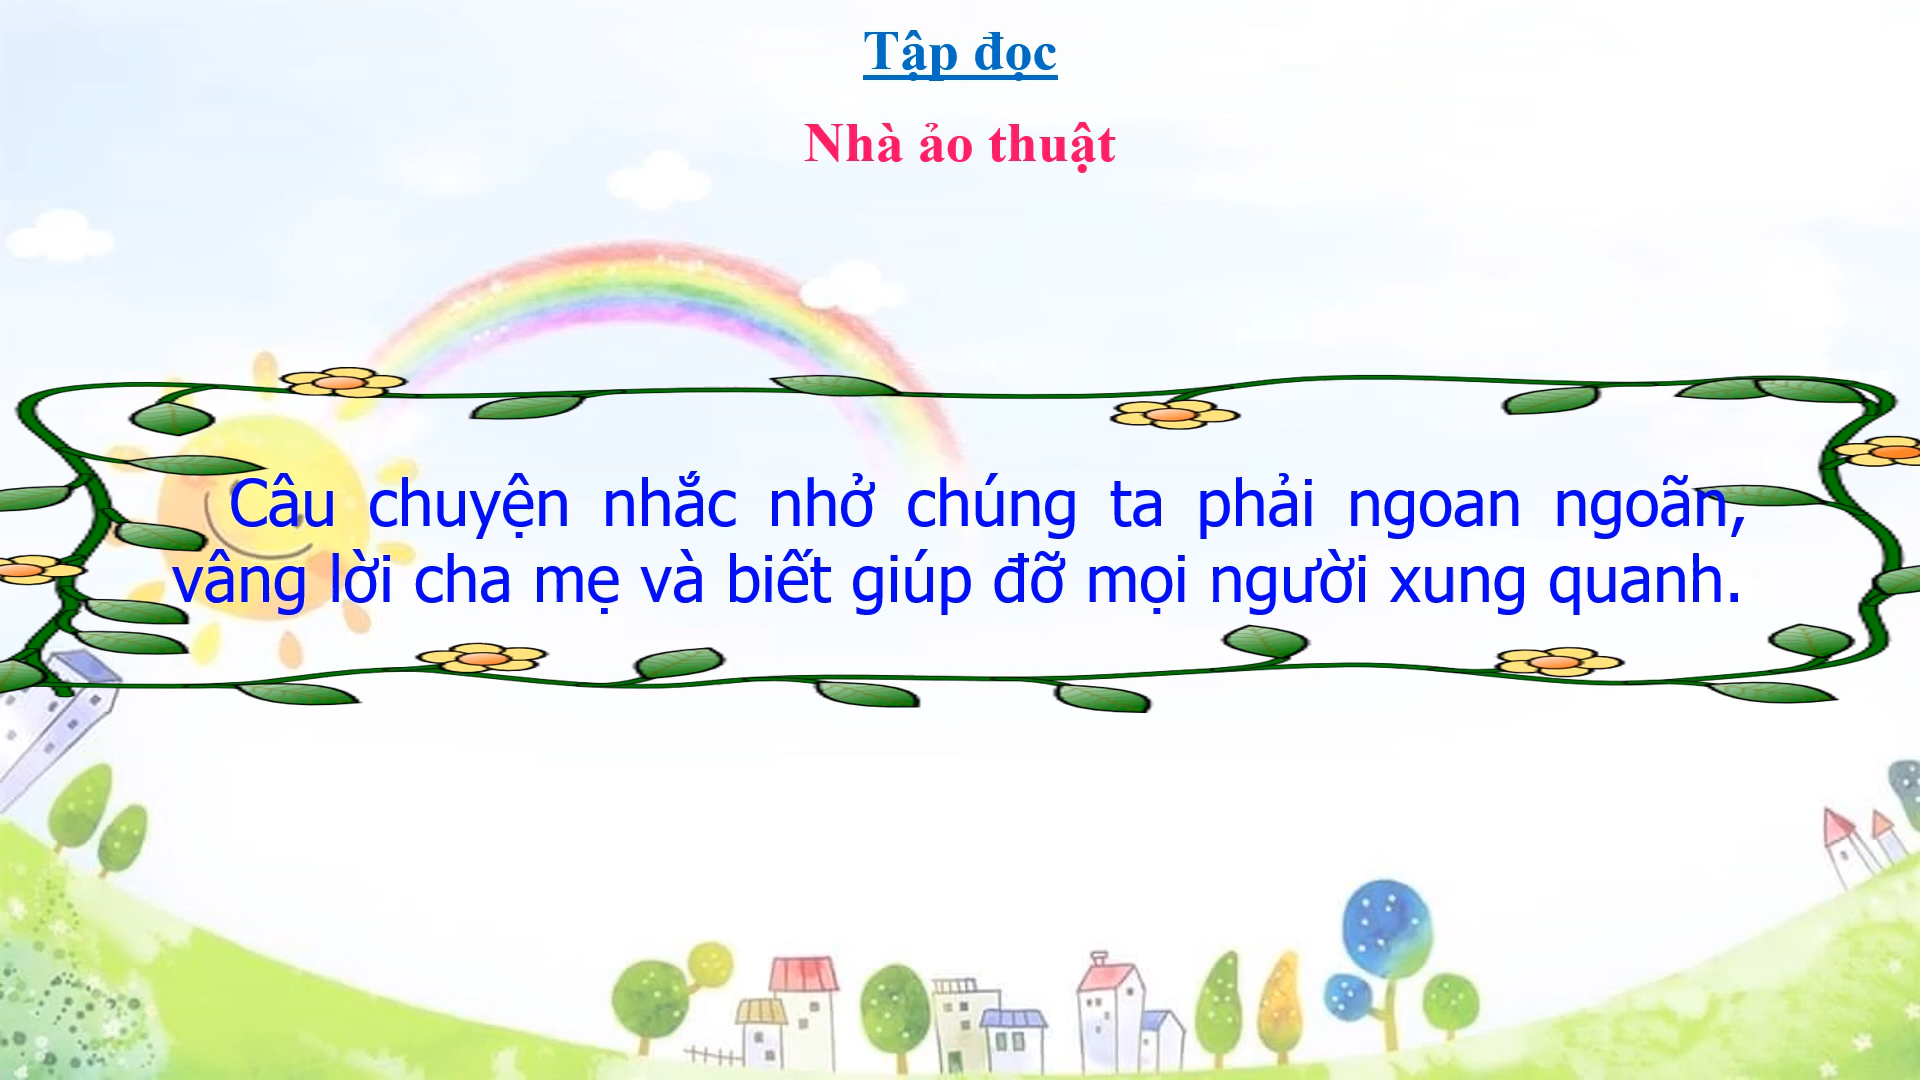 Tập đọc
Nhà ảo thuật
Câu chuyện nhắc nhở chúng ta phải ngoan ngoãn,
vâng lời cha mẹ và biết giúp đỡ mọi người xung quanh.